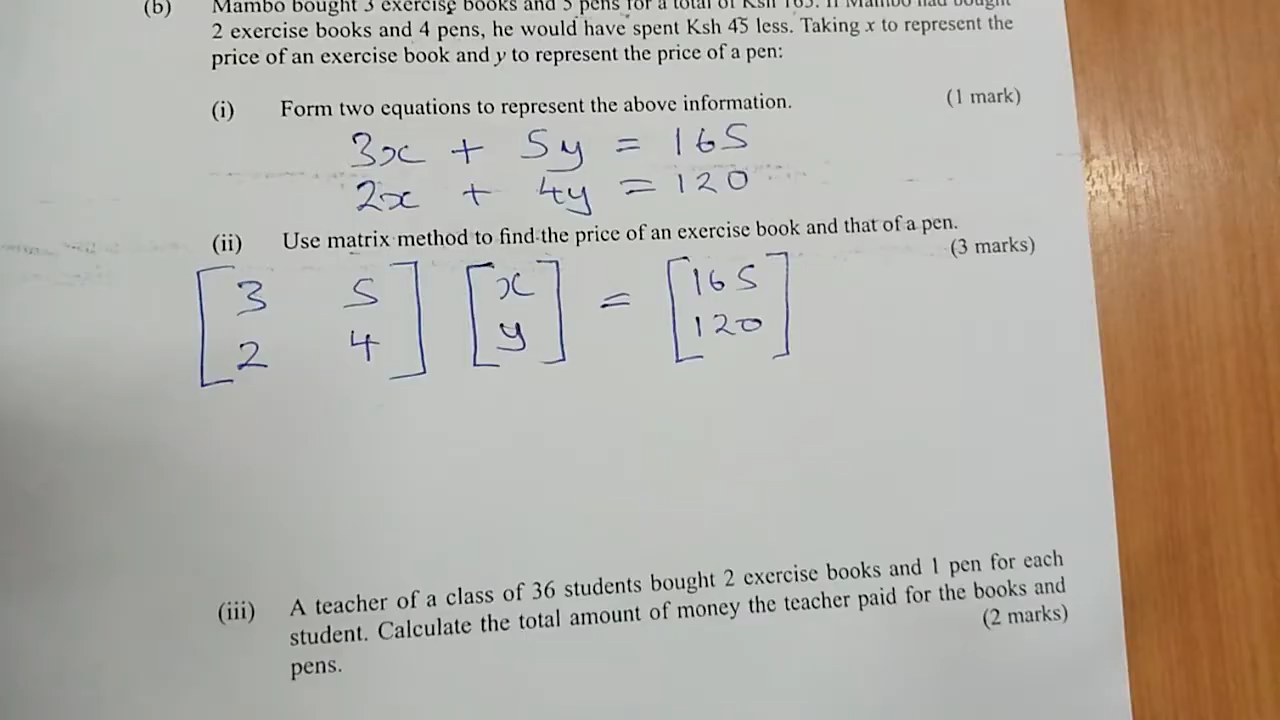 (b) Mambo bought 3 exercise books and 5 pens for a total of Ksh 165. If Mambo had bought
2 exercise books and 4 pens, he would have spent Ksh 45 less. Taking x to represent the
price of an exercise book and y to represent the price of a pen:
(i) Form two equations to represent the above information. (1 mark)
3x + 5y = 165
2x + 4y = 120
(ii) Use matrix method to find the price of an exercise book and that of a pen.
(3 marks)
[3 5] [x] = [165]
[2 4] [y] [120]
(iii) A teacher of a class of 36 students bought 2 exercise books and 1 pen for each
student. Calculate the total amount of money the teacher paid for the books and
pens. (2 marks)